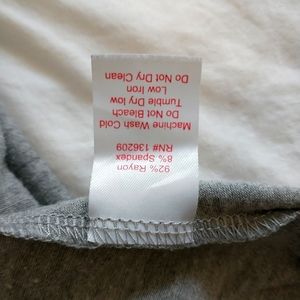 92% Rayon
8% Spandex
RN# 136209
Machine Wash Cold
Do Not Bleach
Tumble Dry low
Low Iron
Do Not Dry Clean